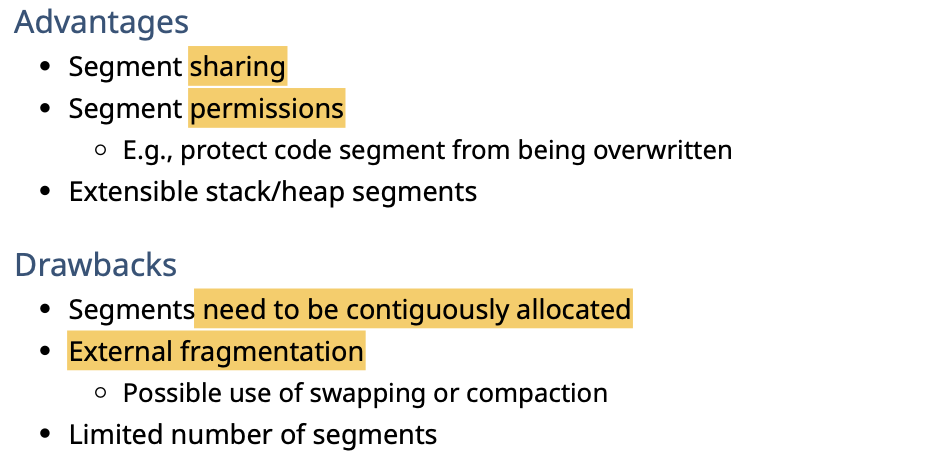 Advantages
• Segment sharing
• Segment permissions
○ E.g., protect code segment from being overwritten
• Extensible stack/heap segments
Drawbacks
• Segments need to be contiguously allocated
• External fragmentation
○ Possible use of swapping or compaction
• Limited number of segments